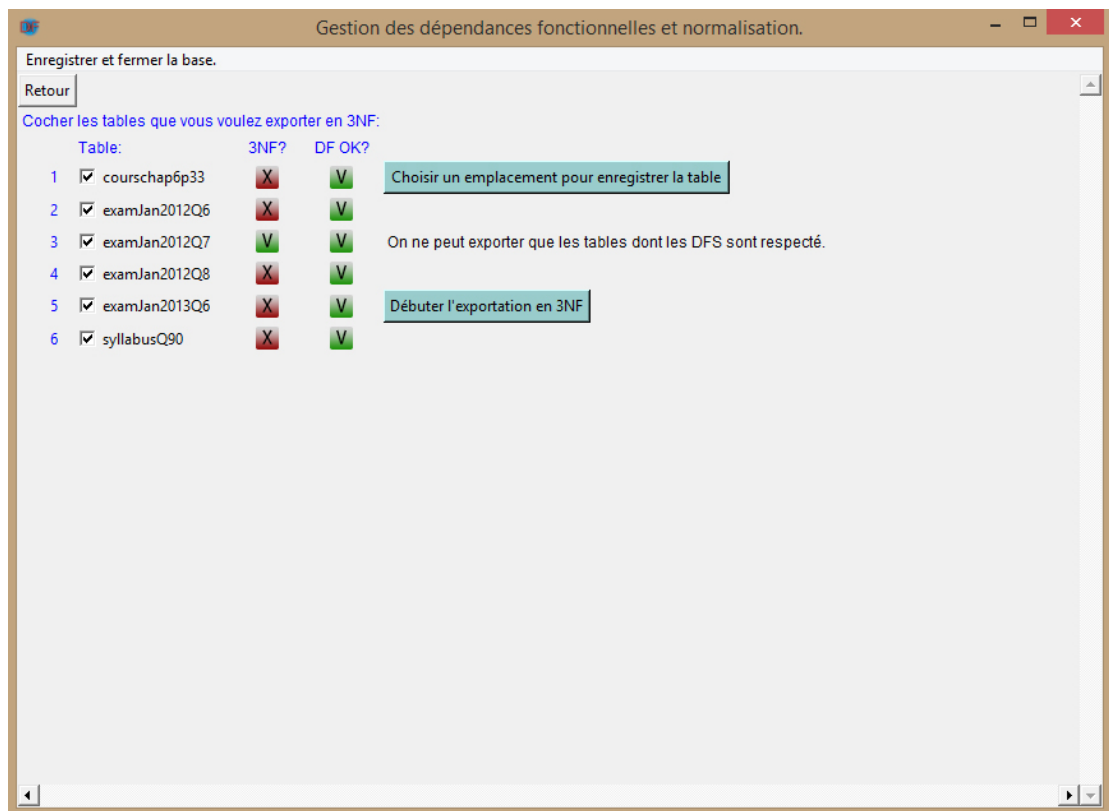 DF Gestion des dépendances fonctionnelles et normalisation.
Enregistrer et fermer la base.
Retour
Cocher les tables que vous voulez exporter en 3NF:
Table: 3NF? DF OK?
1 courschap6p33 X V Choisir un emplacement pour enregistrer la table
2 examJan2012Q6 X V
3 examJan2012Q7 V V On ne peut exporter que les tables dont les DFS sont respecté.
4 examJan2012Q8 X V
5 examJan2013Q6 X V Débuter l'exportation en 3NF
6 syllabusQ90 X V